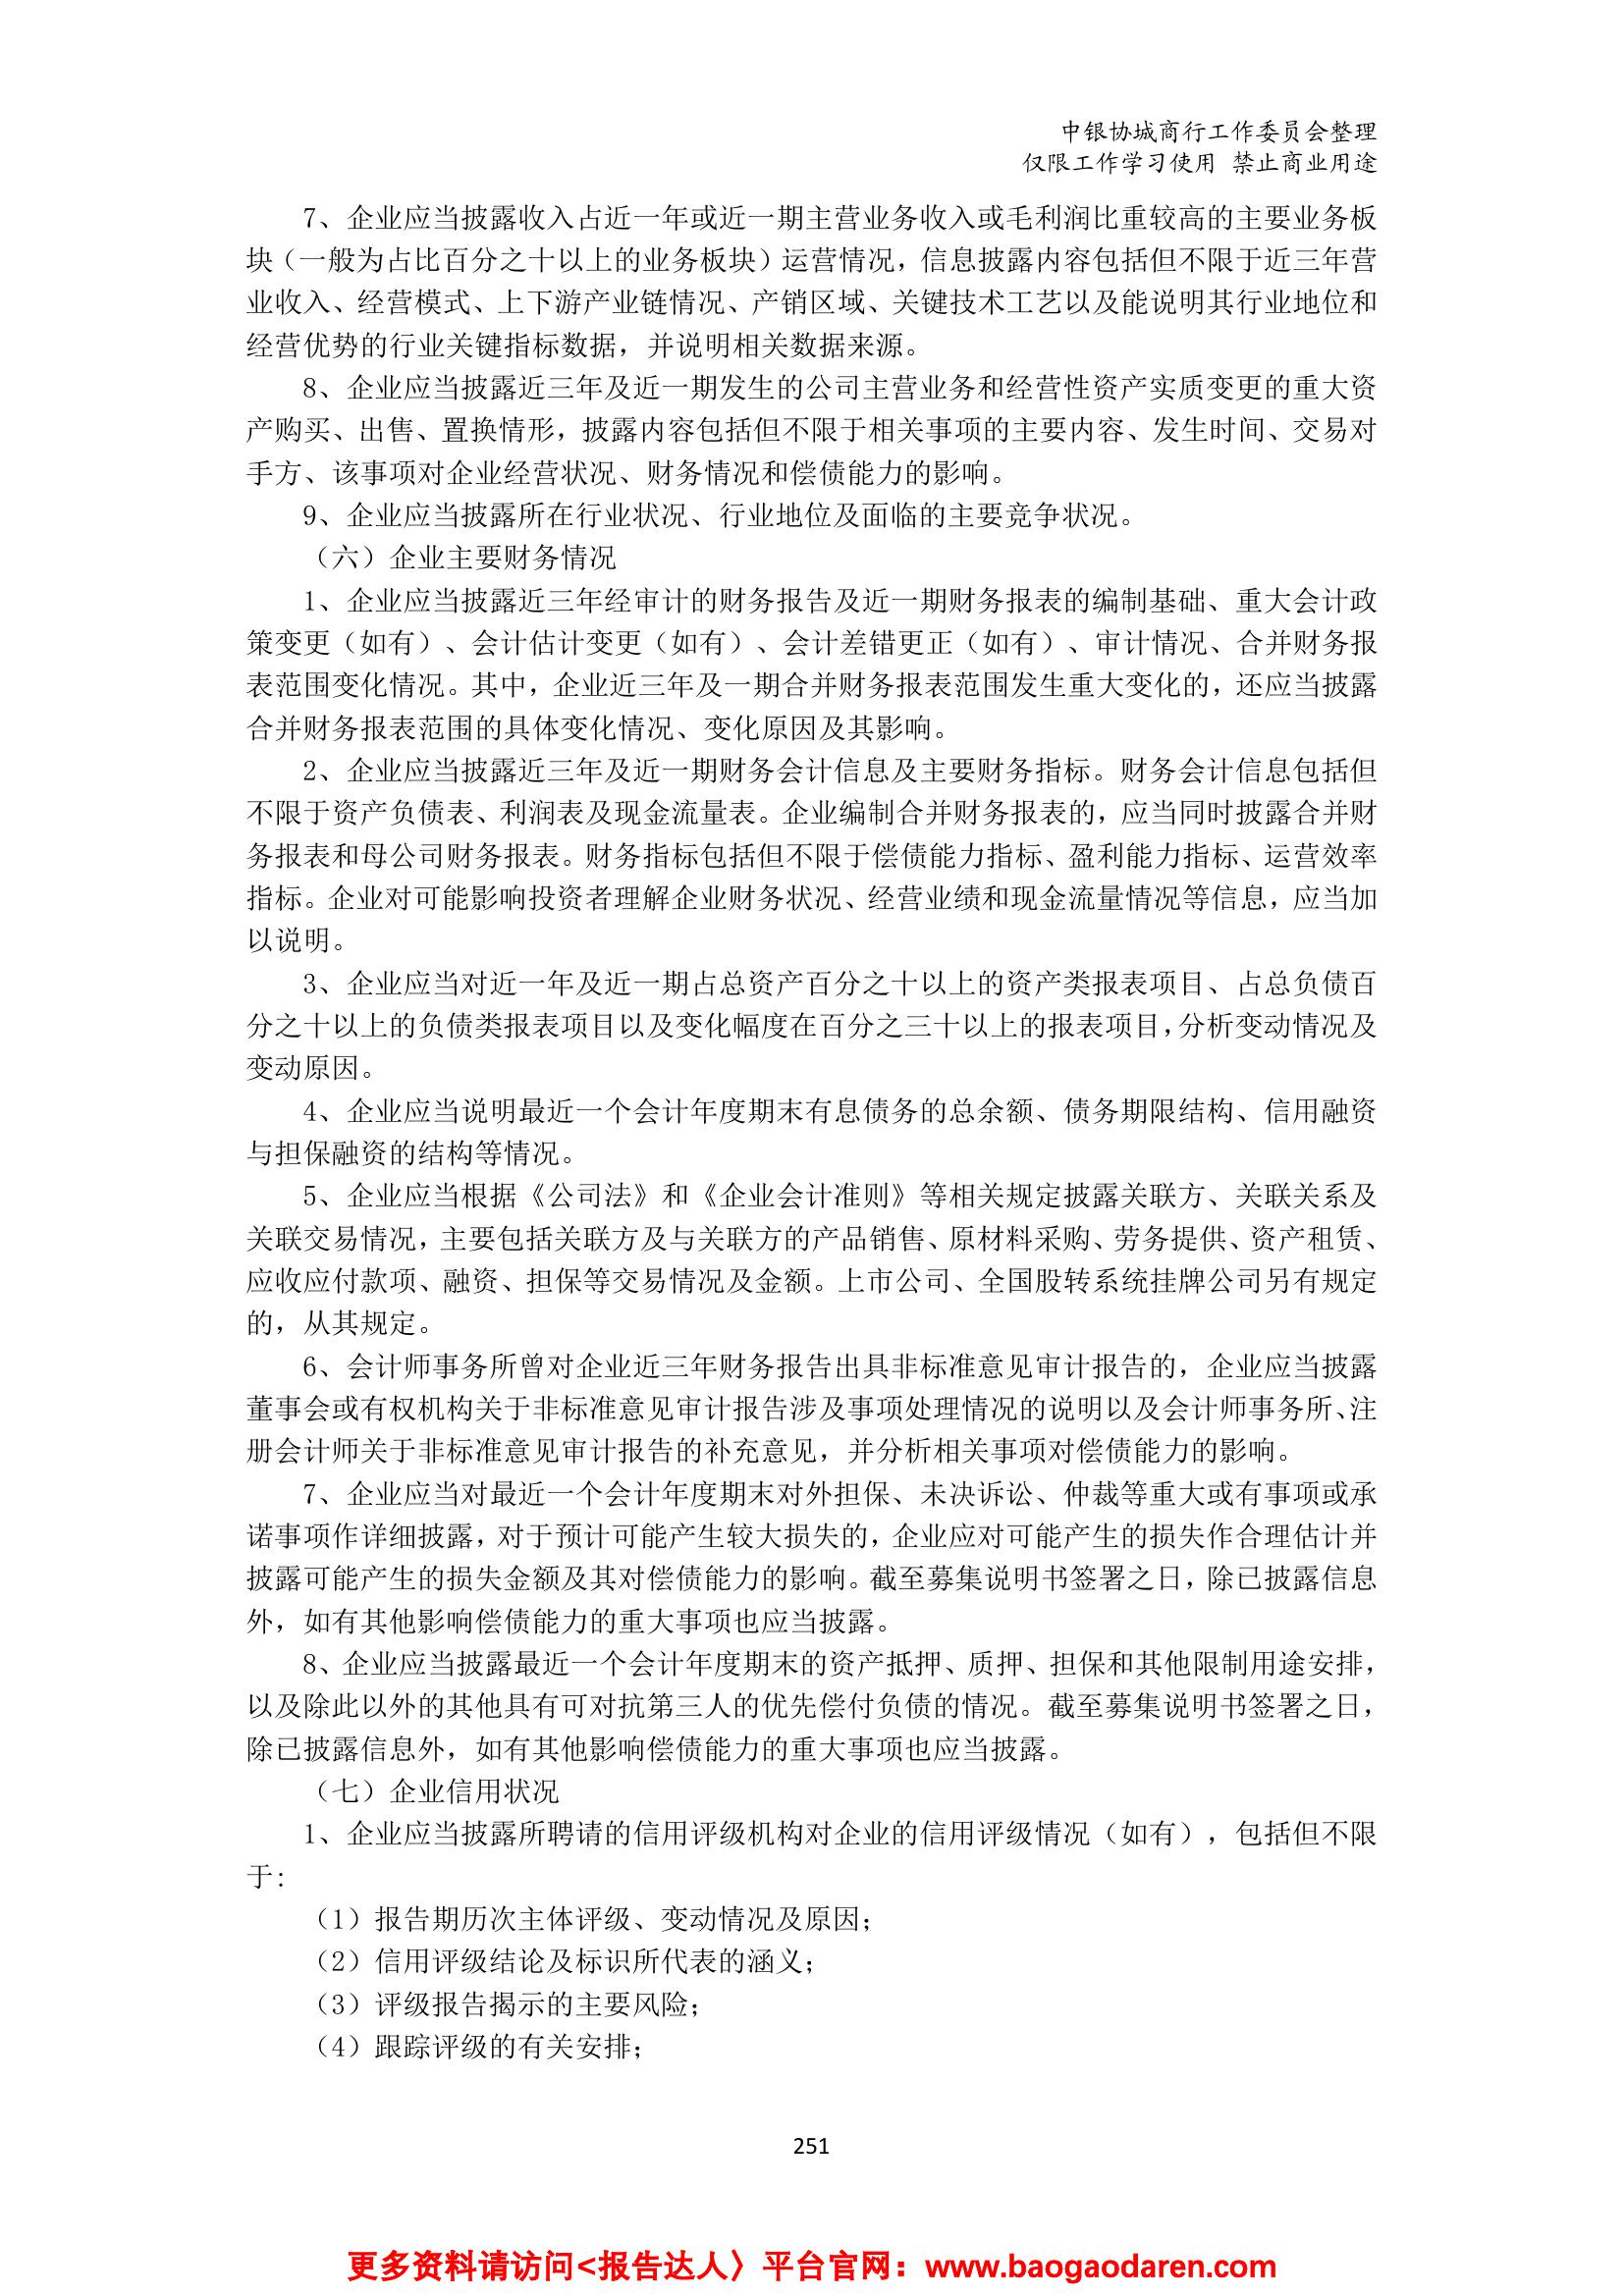 中银协城商行工作委员会整理
仅限工作学习使用 禁止商业用途
7、企业应当披露收入占近一年或近一期主营业务收入或毛利润比重较高的主要业务板
块（一般为占比百分之十以上的业务板块）运营情况，信息披露内容包括但不限于近三年营
业收入、经营模式、上下游产业链情况、产销区域、关键技术工艺以及能说明其行业地位和
经营优势的行业关键指标数据，并说明相关数据来源。
8、企业应当披露近三年及近一期发生的公司主营业务和经营性资产实质变更的重大资
产购买、出售、置换情形，披露内容包括但不限于相关事项的主要内容、发生时间、交易对
手方、该事项对企业经营状况、财务情况和偿债能力的影响。
9、企业应当披露所在行业状况、行业地位及面临的主要竞争状况。
（六）企业主要财务情况
1、企业应当披露近三年经审计的财务报告及近一期财务报表的编制基础、重大会计政
策变更（如有）、会计估计变更（如有）、会计差错更正（如有）、审计情况、合并财务报
表范围变化情况。其中，企业近三年及一期合并财务报表范围发生重大变化的，还应当披露
合并财务报表范围的具体变化情况、变化原因及其影响。
2、企业应当披露近三年及近一期财务会计信息及主要财务指标。财务会计信息包括但
不限于资产负债表、利润表及现金流量表。企业编制合并财务报表的，应当同时披露合并财
务报表和母公司财务报表。财务指标包括但不限于偿债能力指标、盈利能力指标、运营效率
指标。企业对可能影响投资者理解企业财务状况、经营业绩和现金流量情况等信息，应当加
以说明。
3、企业应当对近一年及近一期占总资产百分之十以上的资产类报表项目、占总负债百
分之十以上的负债类报表项目以及变化幅度在百分之三十以上的报表项目，分析变动情况及
变动原因。
4、企业应当说明最近一个会计年度期末有息债务的总余额、债务期限结构、信用融资
与担保融资的结构等情况。
5、企业应当根据《公司法》和《企业会计准则》等相关规定披露关联方、关联关系及
关联交易情况，主要包括关联方及与关联方的产品销售、原材料采购、劳务提供、资产租赁、
应收应付款项、融资、担保等交易情况及金额。上市公司、全国股转系统挂牌公司另有规定
的，从其规定。
6、会计师事务所曾对企业近三年财务报告出具非标准意见审计报告的，企业应当披露
董事会或有权机构关于非标准意见审计报告涉及事项处理情况的说明以及会计师事务所、注
册会计师关于非标准意见审计报告的补充意见，并分析相关事项对偿债能力的影响。
7、企业应当对最近一个会计年度期末对外担保、未决诉讼、仲裁等重大或有事项或承
诺事项作详细披露，对于预计可能产生较大损失的，企业应对可能产生的损失作合理估计并
披露可能产生的损失金额及其对偿债能力的影响。截至募集说明书签署之日，除已披露信息
外，如有其他影响偿债能力的重大事项也应当披露。
8、企业应当披露最近一个会计年度期末的资产抵押、质押、担保和其他限制用途安排，
以及除此以外的其他具有可对抗第三人的优先偿付负债的情况。截至募集说明书签署之日，
除已披露信息外，如有其他影响偿债能力的重大事项也应当披露。
（七）企业信用状况
1、企业应当披露所聘请的信用评级机构对企业的信用评级情况（如有），包括但不限
于：
（1）报告期历次主体评级、变动情况及原因；
（2）信用评级结论及标识所代表的涵义；
（3）评级报告揭示的主要风险；
（4）跟踪评级的有关安排；
251
更多资料请访问<报告达人〉平台官网：www.baogaodaren.com